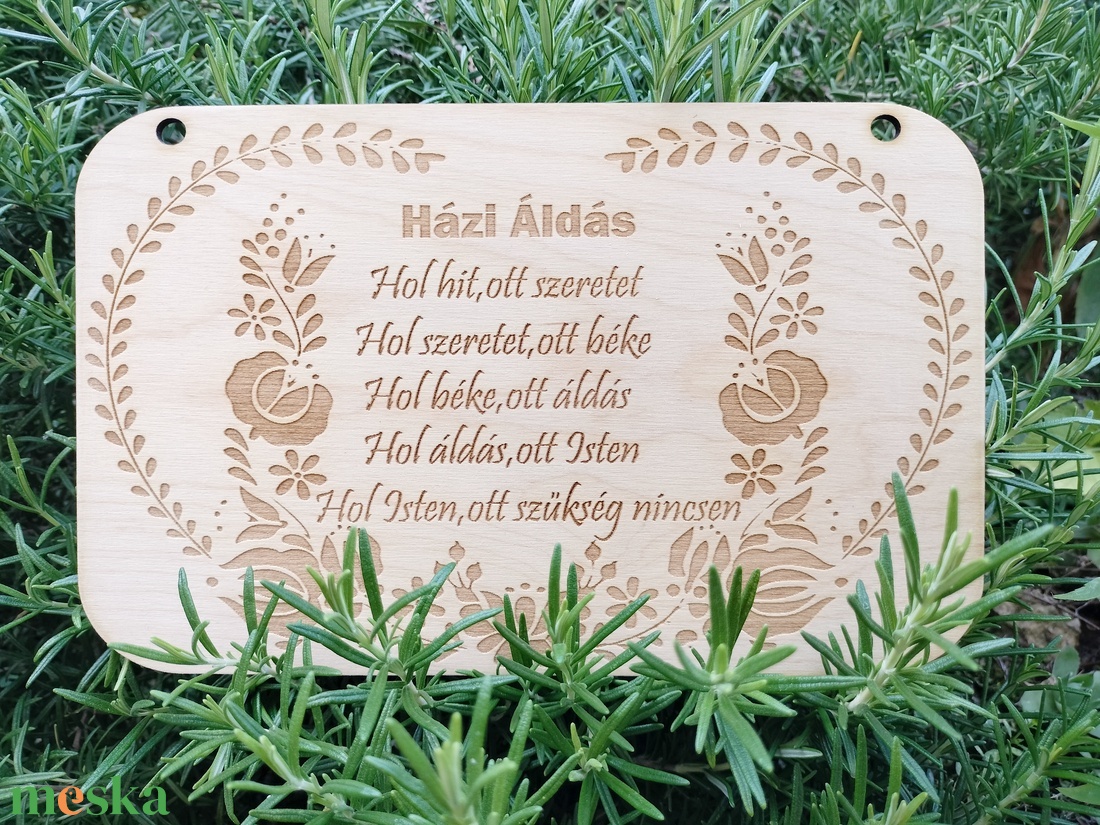 Házi Áldás
Hol hit,ott szeretet
Hol szeretet,ott béke
Hol béke,ott áldás
Hol áldás,ott Isten
Hol Isten,ott szükség nincsen
meska